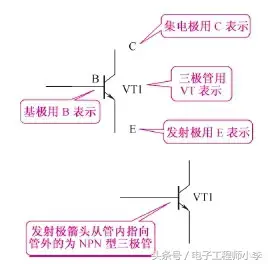 集电极用 C 表示
C
B
三极管用
VT 表示
VT1
基极用 B 表示
E
发射极用 E 表示
发射极箭头从管内指向
管外的为 NPN 型三极管
VT1
头条号 / 电子工程师小学